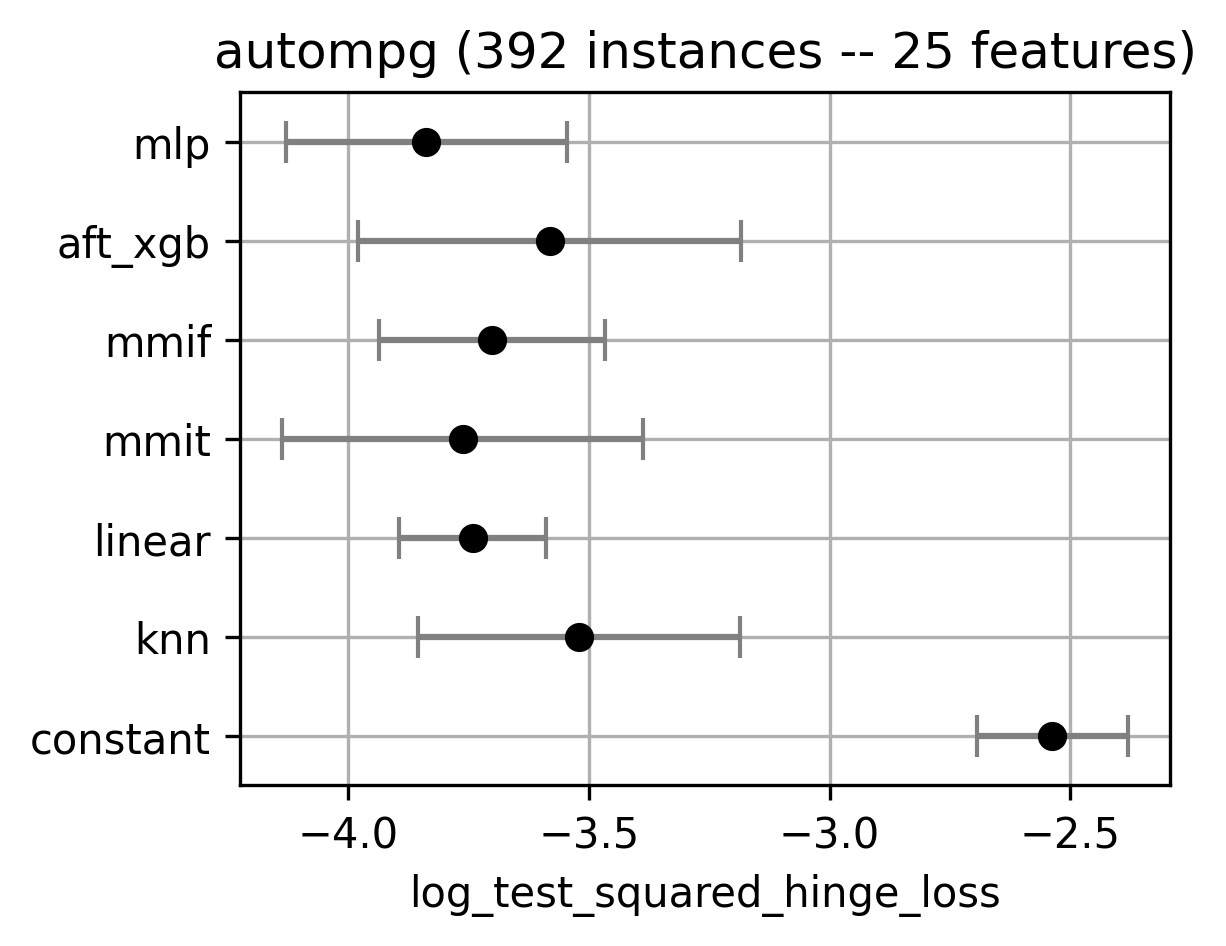 autompg (392 instances -- 25 features)
mlp
aft_xgb
mmif
mmit
linear
knn
constant
−4.0 −3.5 −3.0 −2.5
log_test_squared_hinge_loss